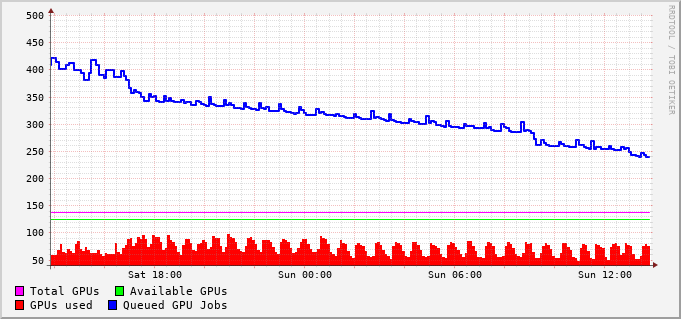 500
450
400
350
300
250
200
150
100
50
Sat 18:00 Sun 00:00 Sun 06:00 Sun 12:00
Total GPUs Available GPUs
GPUs used Queued GPU Jobs
RRDTOOL / TOBI OETIKER